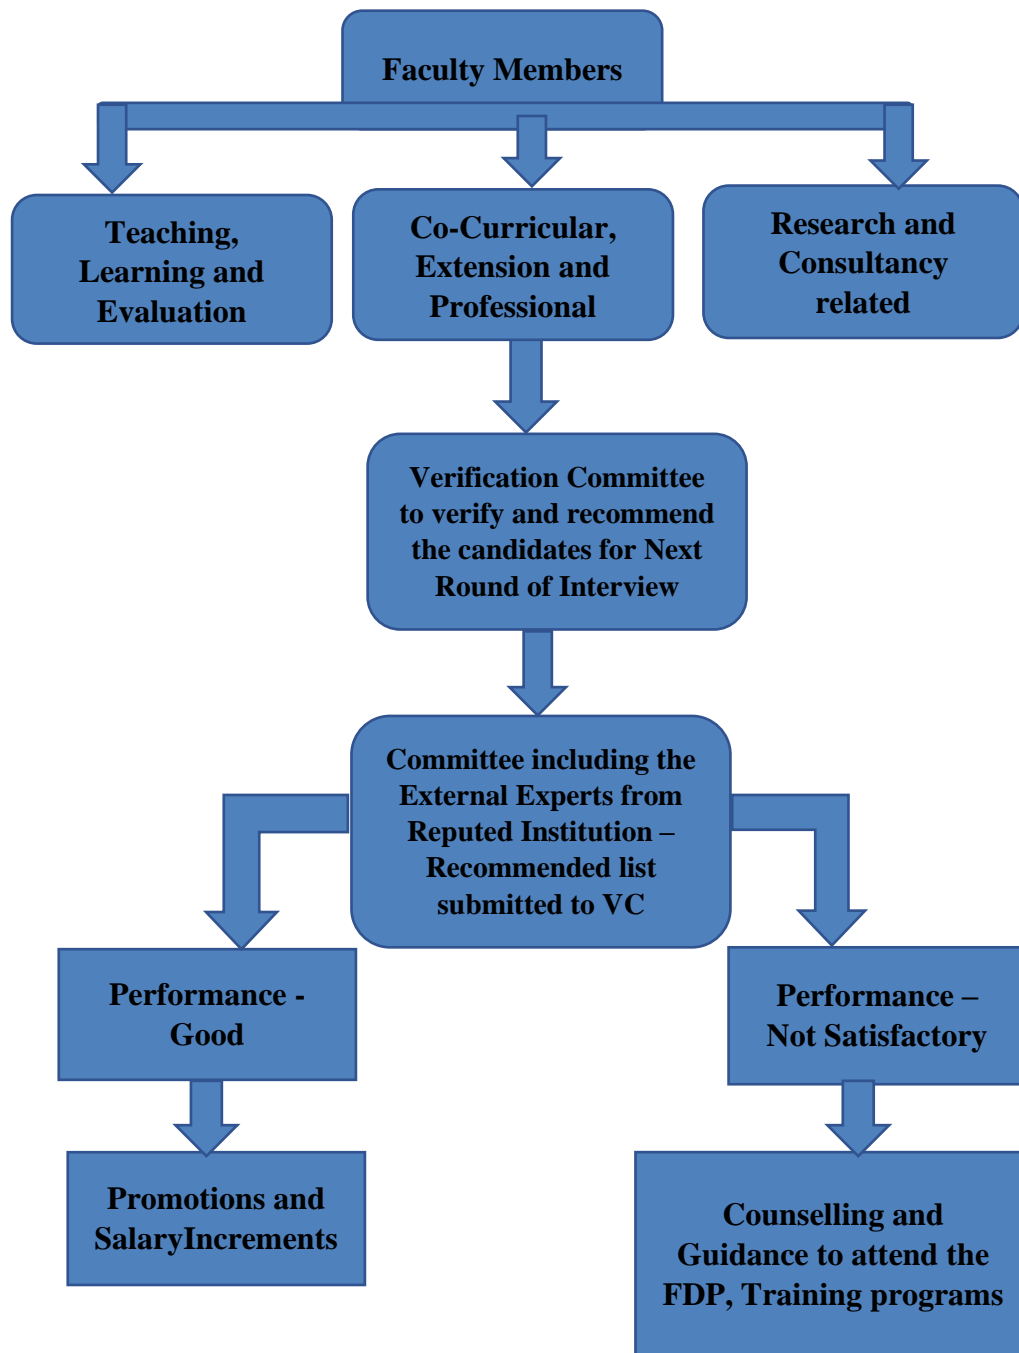 Faculty Members
Teaching,
Learning and
Evaluation
Co-Curricular,
Extension and
Professional
Research and
Consultancy
related
Verification Committee
to verify and recommend
the candidates for Next
Round of Interview
Committee including the
External Experts from
Reputed Institution –
Recommended list
submitted to VC
Performance -
Good
Performance –
Not Satisfactory
Promotions and
SalaryIncrements
Counselling and
Guidance to attend the
FDP, Training programs